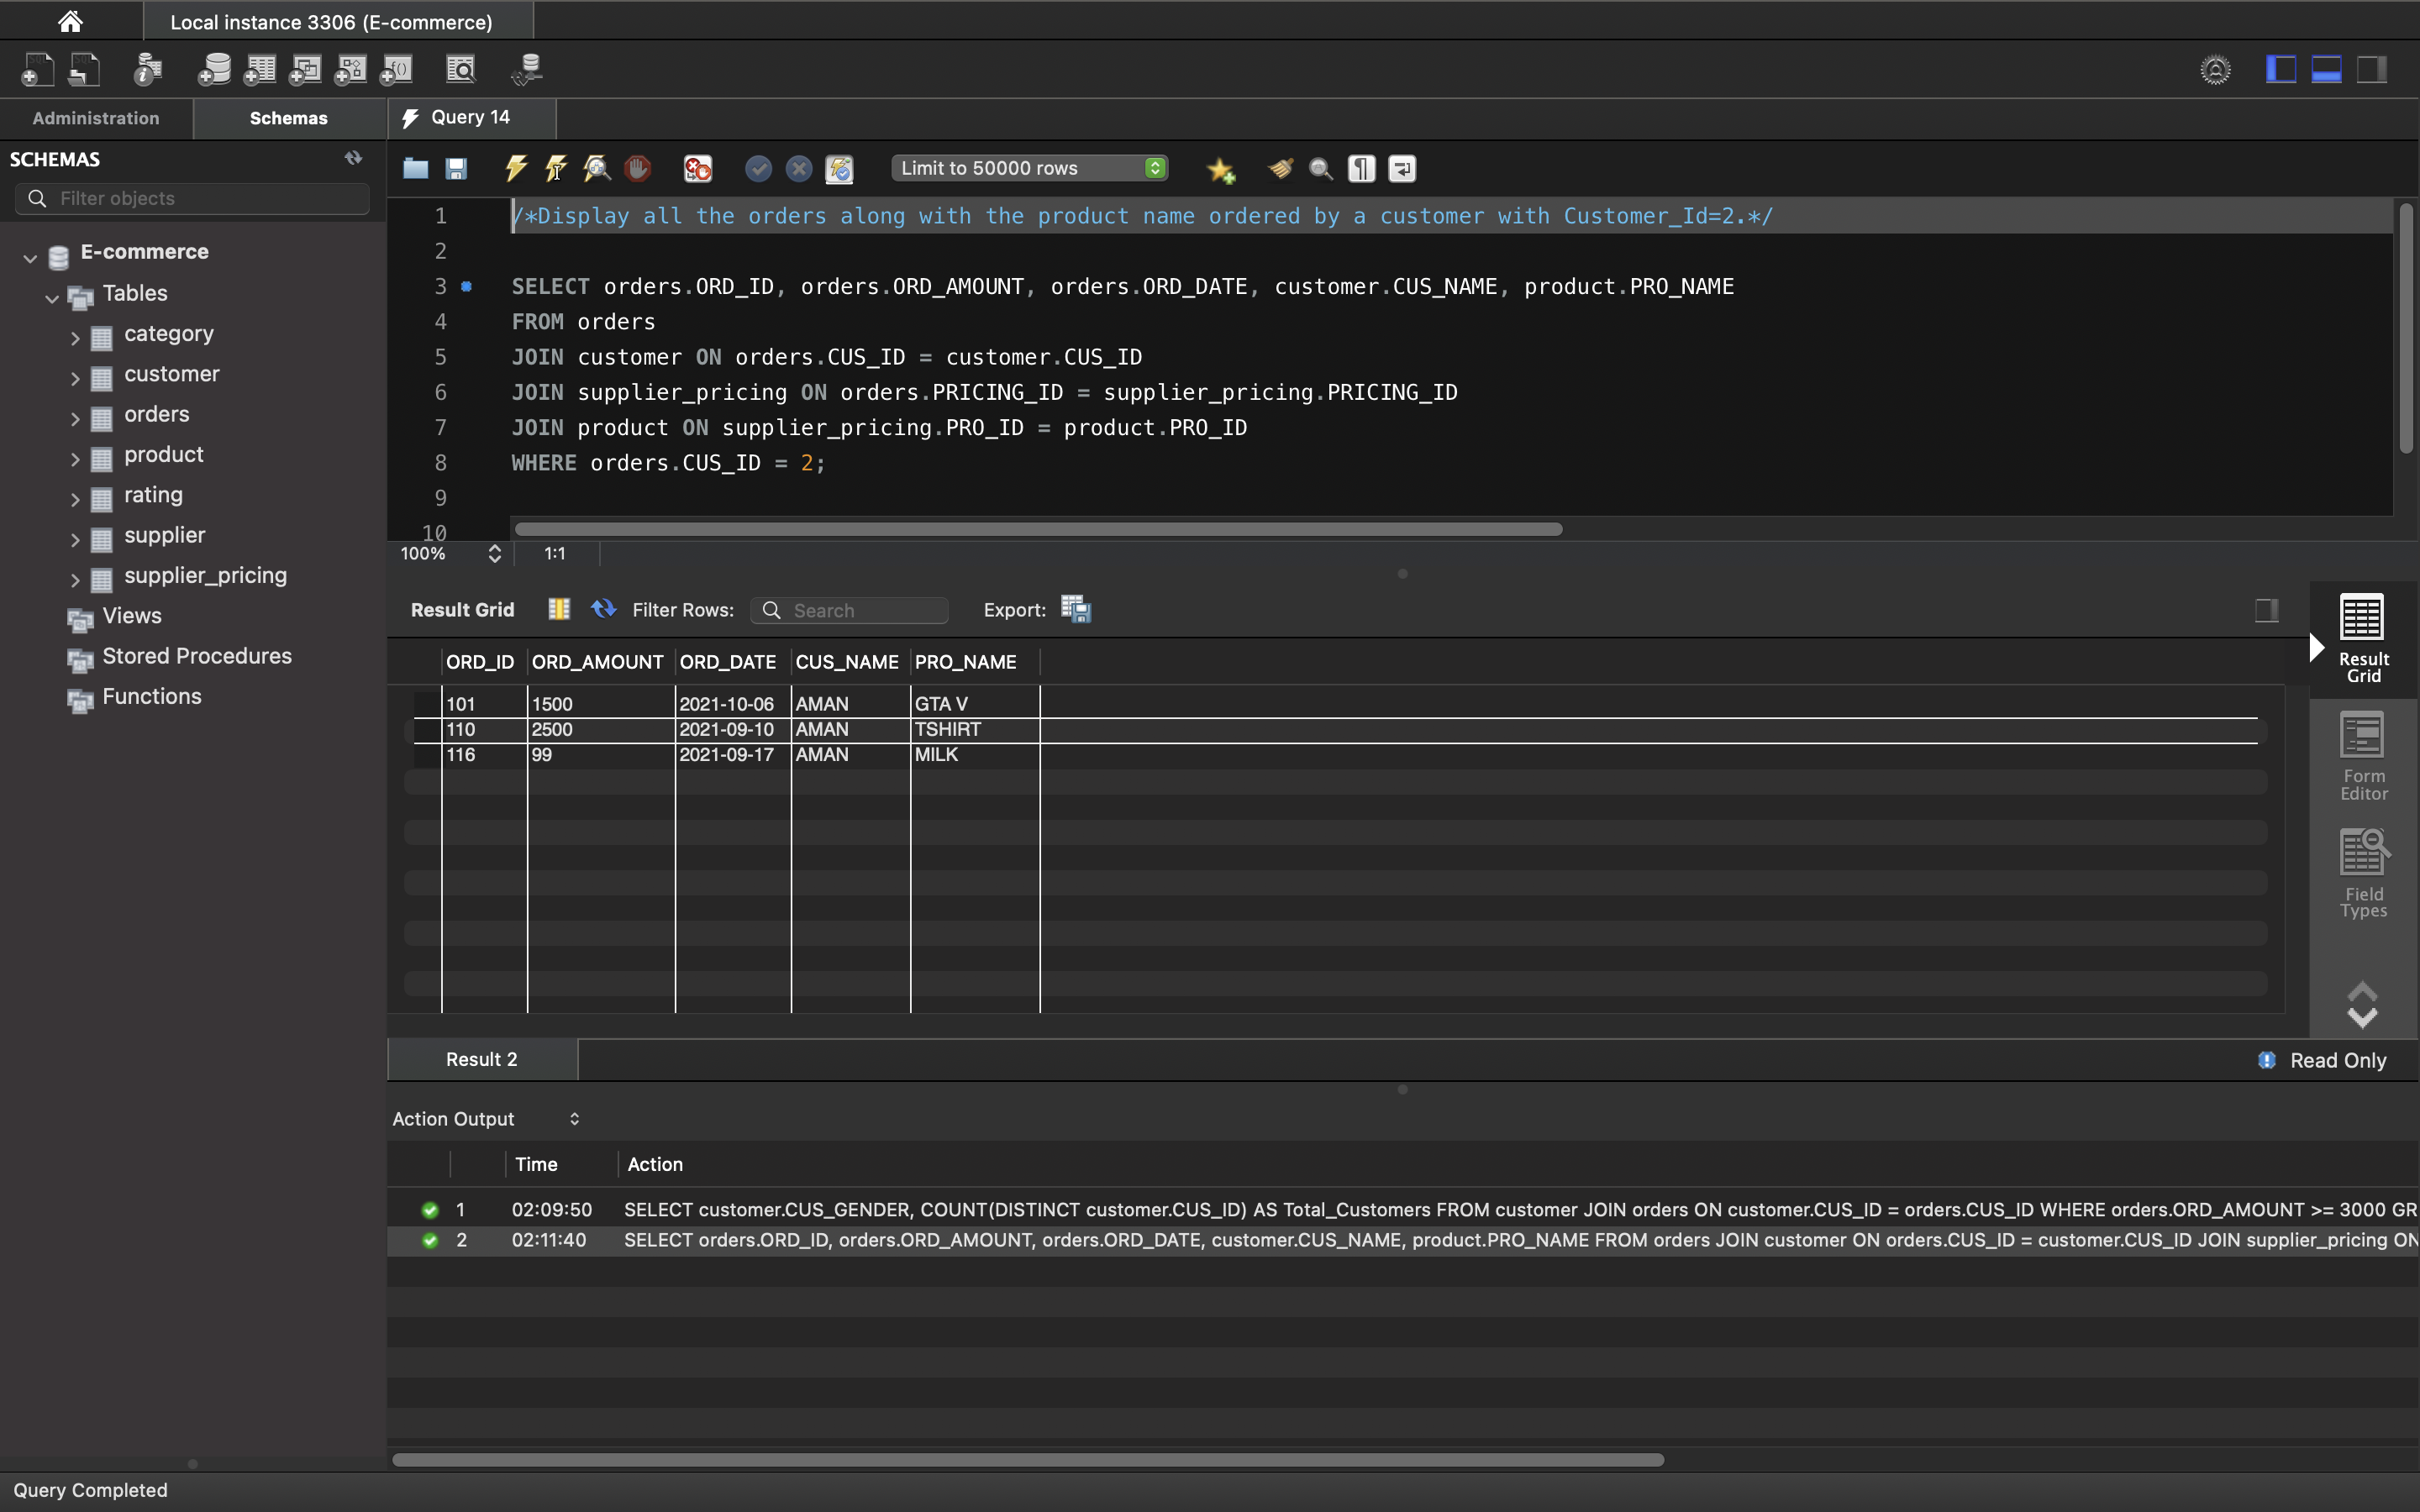 Local instance 3306 (E-commerce)
Administration
Schemas
Query 14
SCHEMAS
Filter objects
E-commerce
Tables
category
customer
orders
product
rating
supplier
supplier_pricing
Views
Stored Procedures
Functions
Limit to 50000 rows
1 /*Display all the orders along with the product name ordered by a customer with Customer_Id=2.*/
2
3 SELECT orders.ORD_ID, orders.ORD_AMOUNT, orders.ORD_DATE, customer.CUS_NAME, product.PRO_NAME
4 FROM orders
5 JOIN customer ON orders.CUS_ID = customer.CUS_ID
6 JOIN supplier_pricing ON orders.PRICING_ID = supplier_pricing.PRICING_ID
7 JOIN product ON supplier_pricing.PRO_ID = product.PRO_ID
8 WHERE orders.CUS_ID = 2;
9
10
100% 1:1
Result Grid Filter Rows: Search Export:
ORD_ID ORD_AMOUNT ORD_DATE CUS_NAME PRO_NAME
101 1500 2021-10-06 AMAN GTA V
110 2500 2021-09-10 AMAN TSHIRT
116 99 2021-09-17 AMAN MILK
Result
Grid
Form
Editor
Field
Types
Result 2
Read Only
Action Output
Time Action
1 02:09:50 SELECT customer.CUS_GENDER, COUNT(DISTINCT customer.CUS_ID) AS Total_Customers FROM customer JOIN orders ON customer.CUS_ID = orders.CUS_ID WHERE orders.ORD_AMOUNT >= 3000 GR
2 02:11:40 SELECT orders.ORD_ID, orders.ORD_AMOUNT, orders.ORD_DATE, customer.CUS_NAME, product.PRO_NAME FROM orders JOIN customer ON orders.CUS_ID = customer.CUS_ID JOIN supplier_pricing ON
Query Completed